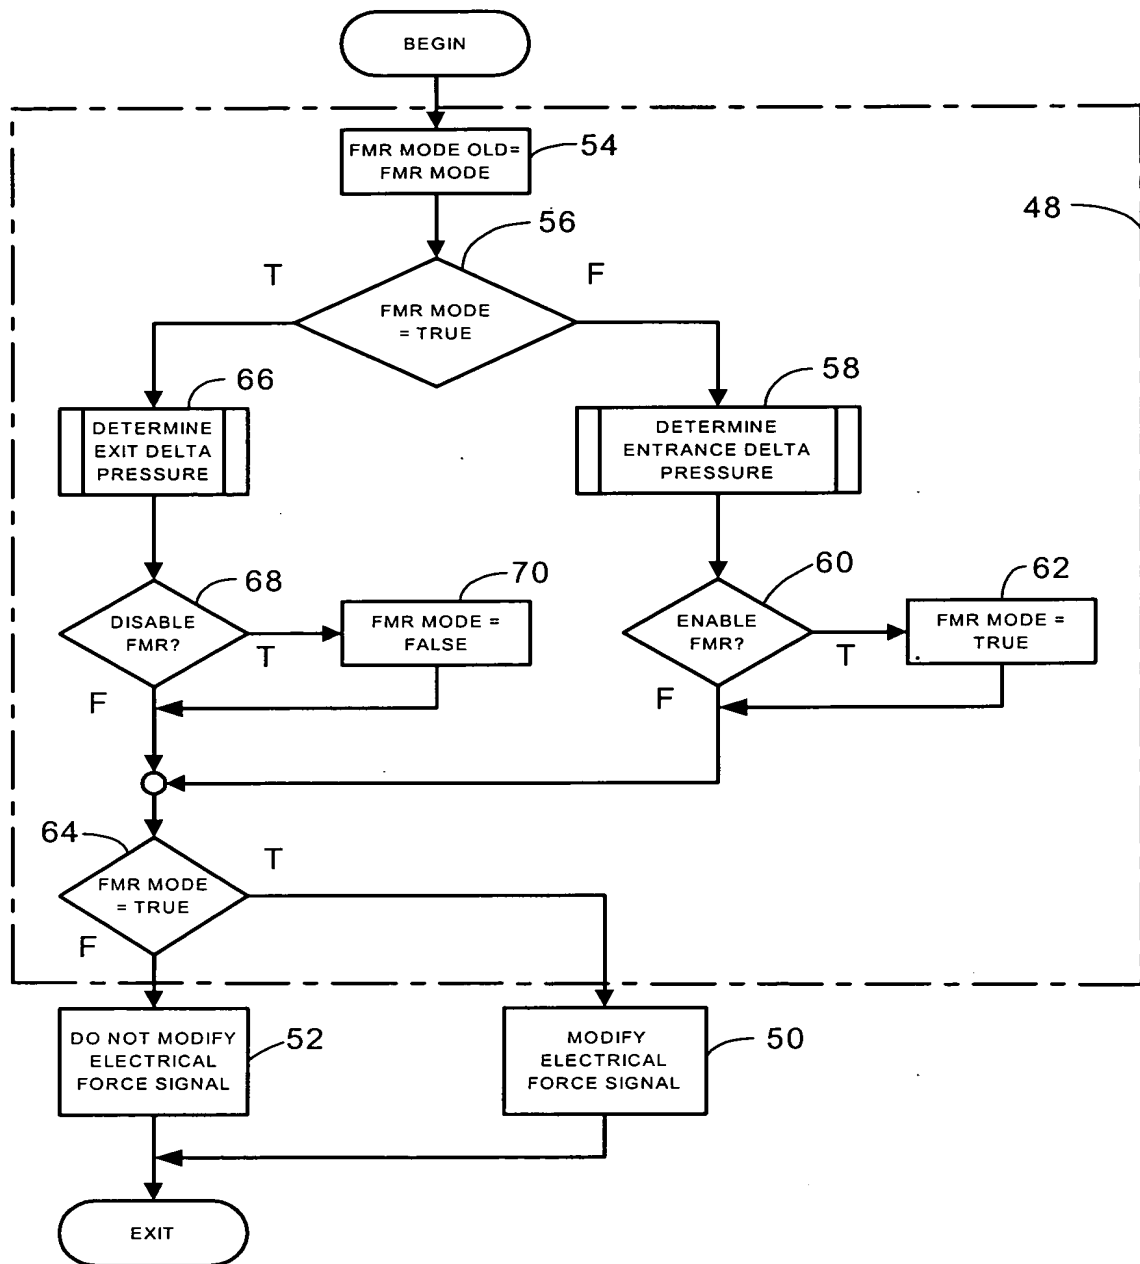 BEGIN
FMR MODE OLD=
FMR MODE
54
48
56
T
F
FMR MODE
= TRUE
66
58
DETERMINE
EXIT DELTA
PRESSURE
DETERMINE
ENTRANCE DELTA
PRESSURE
68
70
60
62
DISABLE
FMR?
T
FMR MODE =
FALSE
ENABLE
FMR?
T
FMR MODE =
TRUE
F
F
64
T
FMR MODE
= TRUE
F
DO NOT MODIFY
ELECTRICAL
FORCE SIGNAL
52
MODIFY
ELECTRICAL
FORCE SIGNAL
50
EXIT